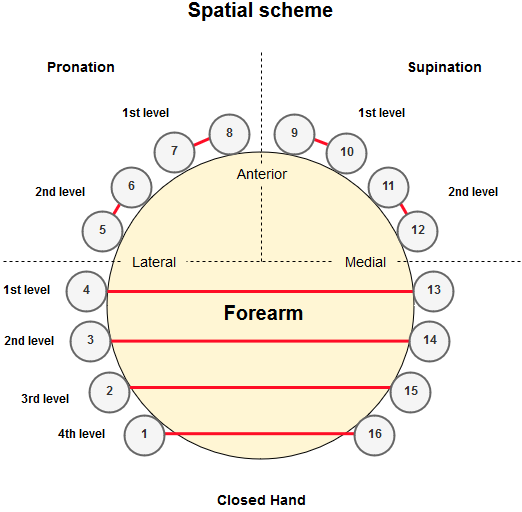 Spatial scheme
Pronation
Supination
1st level
1st level
8
9
7
10
Anterior
6
11
2nd level
2nd level
5
12
Lateral
Medial
1st level
4
13
Forearm
2nd level
3
14
3rd level
2
15
4th level
1
16
Closed Hand